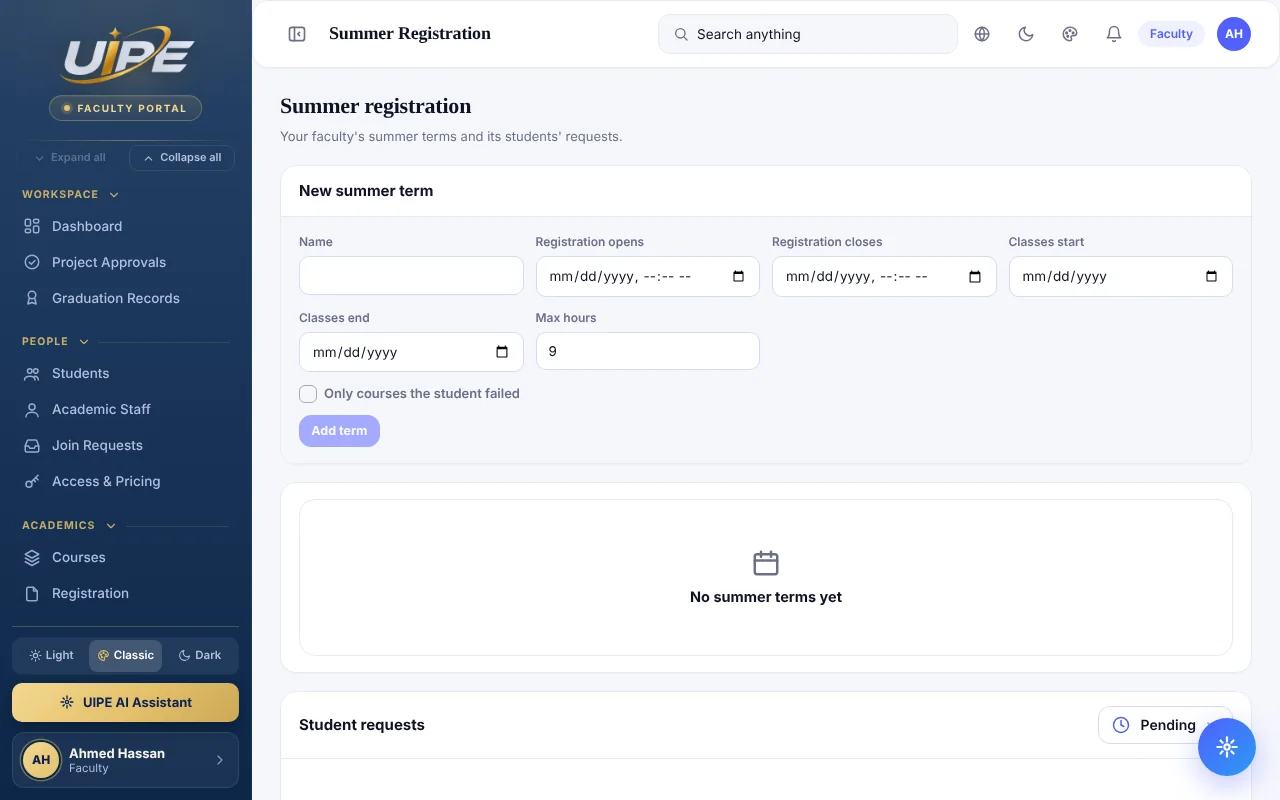 UIPE
FACULTY PORTAL
Expand all
Collapse all
WORKSPACE
Dashboard
Project Approvals
Graduation Records
PEOPLE
Students
Academic Staff
Join Requests
Access & Pricing
ACADEMICS
Courses
Registration
Light
Classic
Dark
UIPE AI Assistant
AH
Ahmed Hassan
Faculty
Summer Registration
Search anything
Faculty
AH
Summer registration
Your faculty's summer terms and its students' requests.
New summer term
Name
Registration opens
Registration closes
Classes start
mm/dd/yyyy, --:-- --
mm/dd/yyyy, --:-- --
mm/dd/yyyy
Classes end
Max hours
mm/dd/yyyy
9
Only courses the student failed
Add term
No summer terms yet
Student requests
Pending